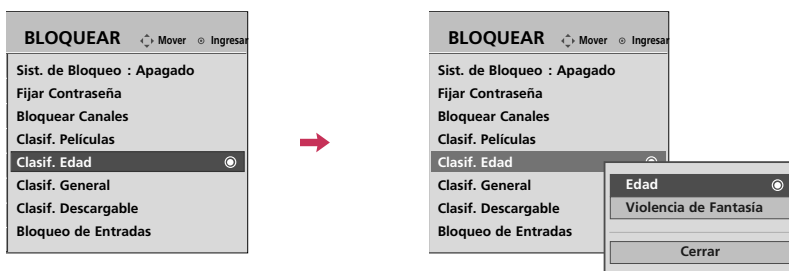 BLOQUEAR Mover Ingresar
Sist. de Bloqueo : Apagado
Fijar Contraseña
Bloquear Canales
Clasif. Películas
Clasif. Edad
Clasif. General
Clasif. Descargable
Bloqueo de Entradas
BLOQUEAR Mover Ingresar
Sist. de Bloqueo : Apagado
Fijar Contraseña
Bloquear Canales
Clasif. Películas
Clasif. Edad
Clasif. General
Clasif. Descargable
Bloqueo de Entradas
Edad
Violencia de Fantasía
Cerrar